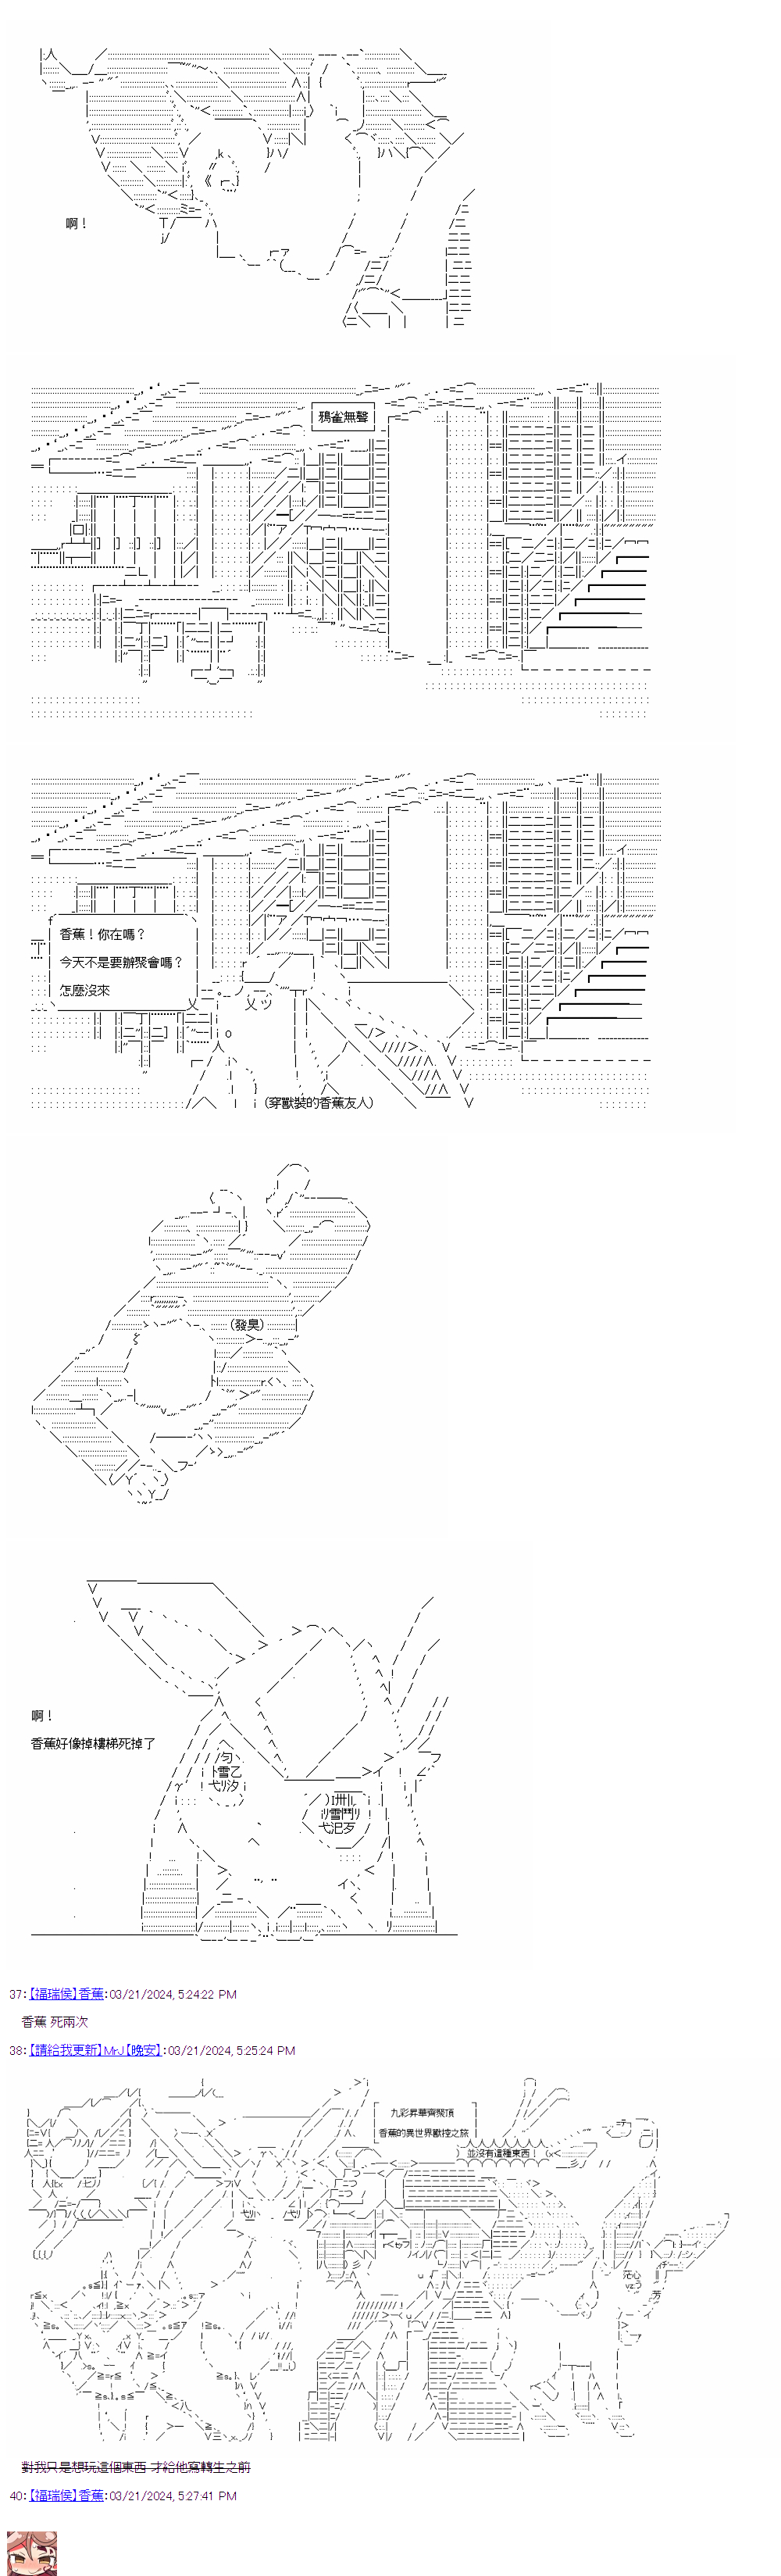 啊！
鴉雀無聲
香蕉！你在嗎？
今天不是要辦聚會嗎？
怎麼沒來
(穿獸裝的香蕉友人)
(發臭)
啊！
香蕉好像掉樓梯死掉了
37：【福瑞侯】香蕉：03/21/2024, 5:24:22 PM
香蕉 死兩次
38：【請給我更新】MrJ【晚安】：03/21/2024, 5:25:24 PM
九彩昇華齊聚頂
香蕉的異世界獸控之旅
並沒有這種東西！
對我只是想玩這個東西 才給他寫轉生之前
40：【福瑞侯】香蕉：03/21/2024, 5:27:41 PM